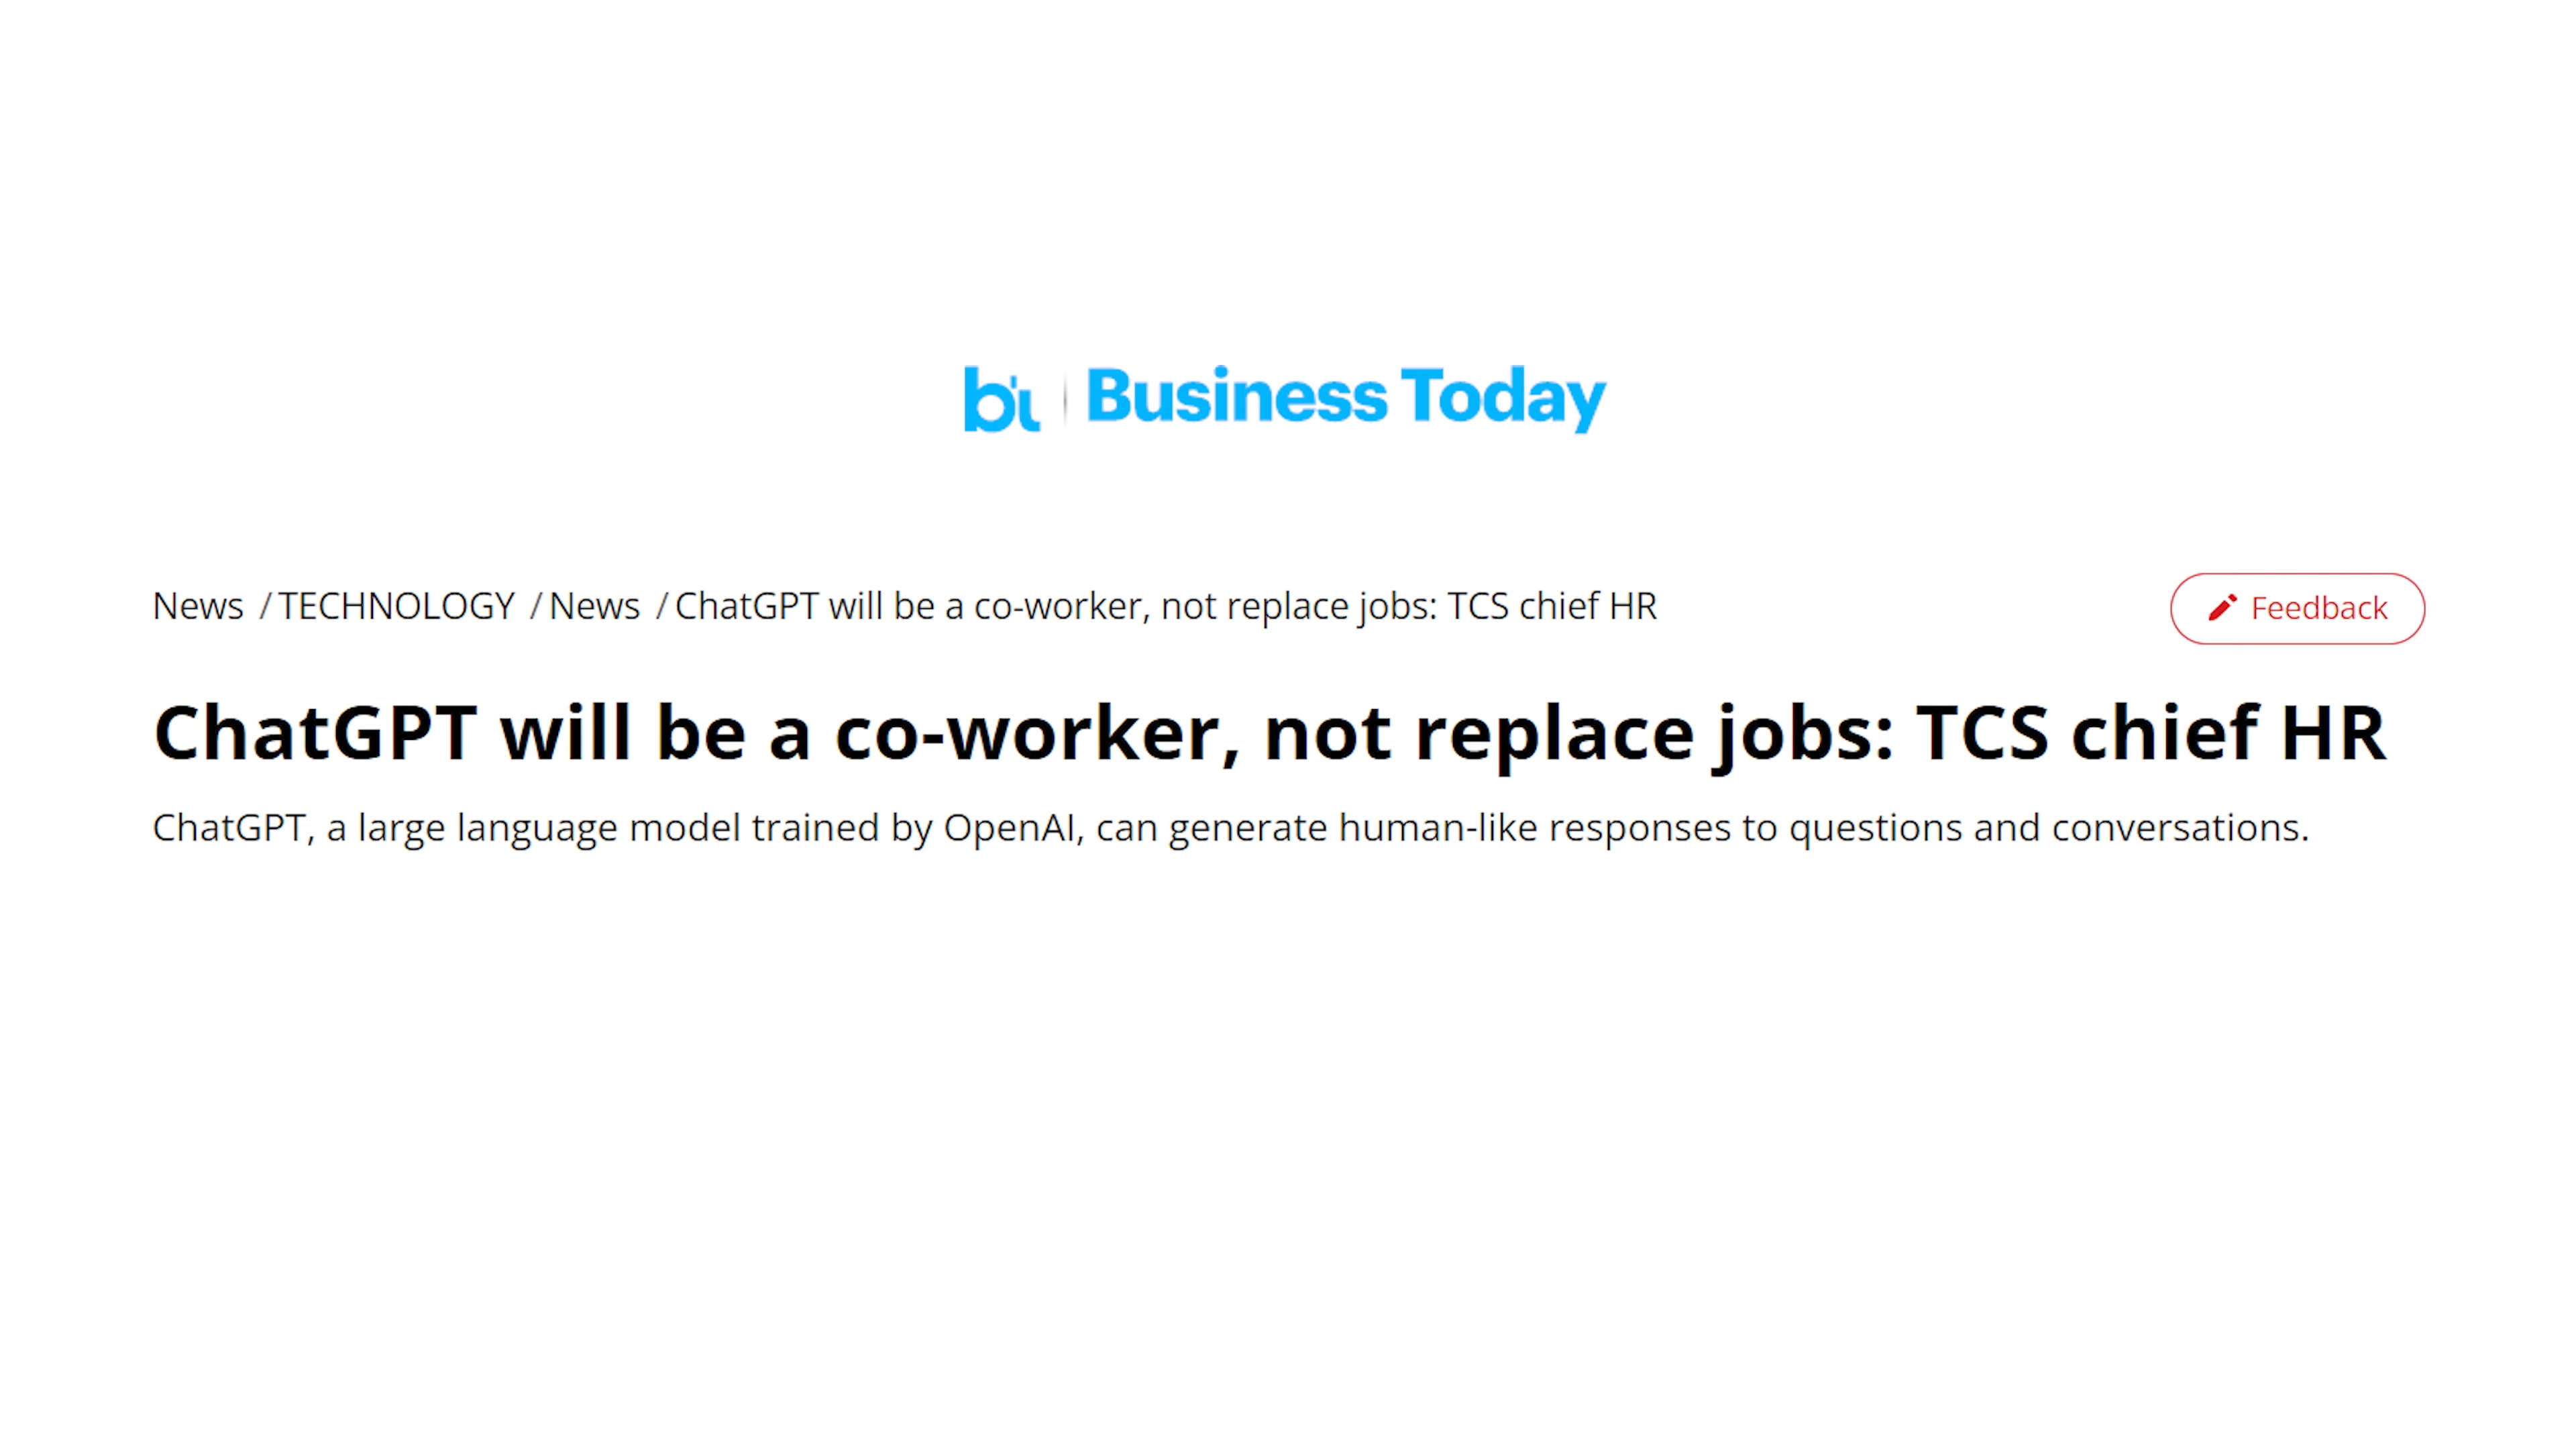 bt Business Today
News / TECHNOLOGY / News / ChatGPT will be a co-worker, not replace jobs: TCS chief HR
Feedback
ChatGPT will be a co-worker, not replace jobs: TCS chief HR
ChatGPT, a large language model trained by OpenAI, can generate human-like responses to questions and conversations.